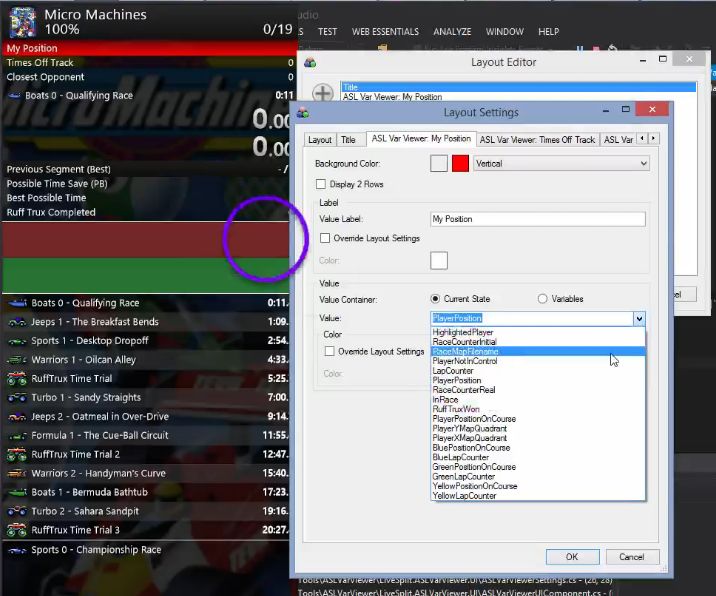 Micro Machines
100%
0/19
My Position
Times Off Track 0
Closest Opponent 0
Boats 0 - Qualifying Race 0:11
0.00
0.00
Previous Segment (Best) - /
Possible Time Save (PB)
Best Possible Time
Ruff Trux Completed
Boats 0 - Qualifying Race 0:11.
Jeeps 1 - The Breakfast Bends 1:09.
Sports 1 - Desktop Dropoff 2:54.
Warriors 1 - Oilcan Alley 4:33.
RuffTrux Time Trial 5:25.
Turbo 1 - Sandy Straights 7:00.
Jeeps 2 - Oatmeal in Over-Drive 9:14.
Formula 1 - The Cue-Ball Circuit 11:55.
RuffTrux Time Trial 2 12:47.
Warriors 2 - Handyman's Curve 15:40.
Boats 1 - Bermuda Bathtub 17:23.
Turbo 2 - Sahara Sandpit 19:16.
RuffTrux Time Trial 3 20:27.
Sports 0 - Championship Race
udio
S TEST WEB ESSENTIALS ANALYZE WINDOW HELP
Layout Editor
Title
ASL Var Viewer: My Position
Layout Settings
Layout Title ASL Var Viewer: My Position ASL Var Viewer: Times Off Track ASL Var
Background Color: Vertical
Display 2 Rows
Label
Value Label: My Position
Override Layout Settings
Color:
Value
Value Container: Current State Variables
Value: PlayerPosition
Color
Override Layout Settings
Color:
HighlightedPlayer
RaceCounterInitial
RaceMapFilename
PlayerNotInControl
LapCounter
PlayerPosition
RaceCounterReal
InRace
RuffTruxWon
PlayerPositionOnCourse
PlayerYMapQuadrant
PlayerXMapQuadrant
BluePositionOnCourse
BlueLapCounter
GreenPositionOnCourse
GreenLapCounter
YellowPositionOnCourse
YellowLapCounter
OK Cancel
el
Tools\ASLVarViewer\LiveSplit.ASLVarViewer.UI\ASLVarViewerSettings.cs - (26, 28)